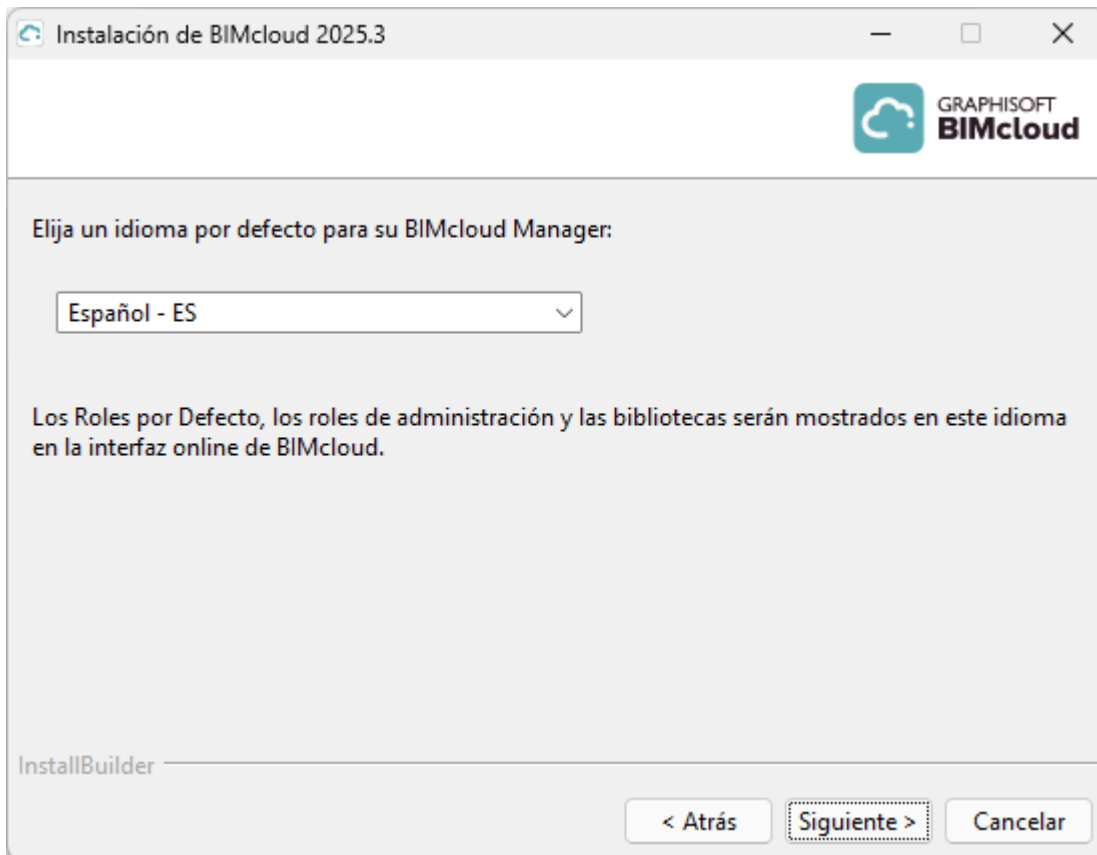 Instalación de BIMcloud 2025.3
GRAPHISOFT
BIMcloud
Elija un idioma por defecto para su BIMcloud Manager:
Español - ES
Los Roles por Defecto, los roles de administración y las bibliotecas serán mostrados en este idioma
en la interfaz online de BIMcloud.
InstallBuilder
< Atrás Siguiente > Cancelar